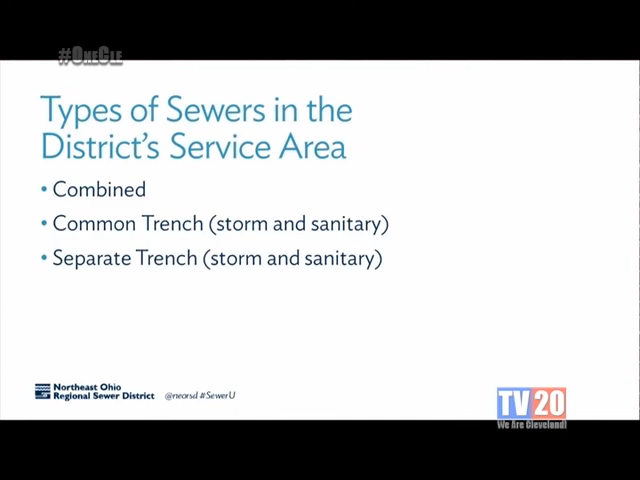 #OneCle
Types of Sewers in the
District's Service Area
• Combined
• Common Trench (storm and sanitary)
• Separate Trench (storm and sanitary)
Northeast Ohio
Regional Sewer District
@neorsd #SewerU
TV20
We Are Cleveland!